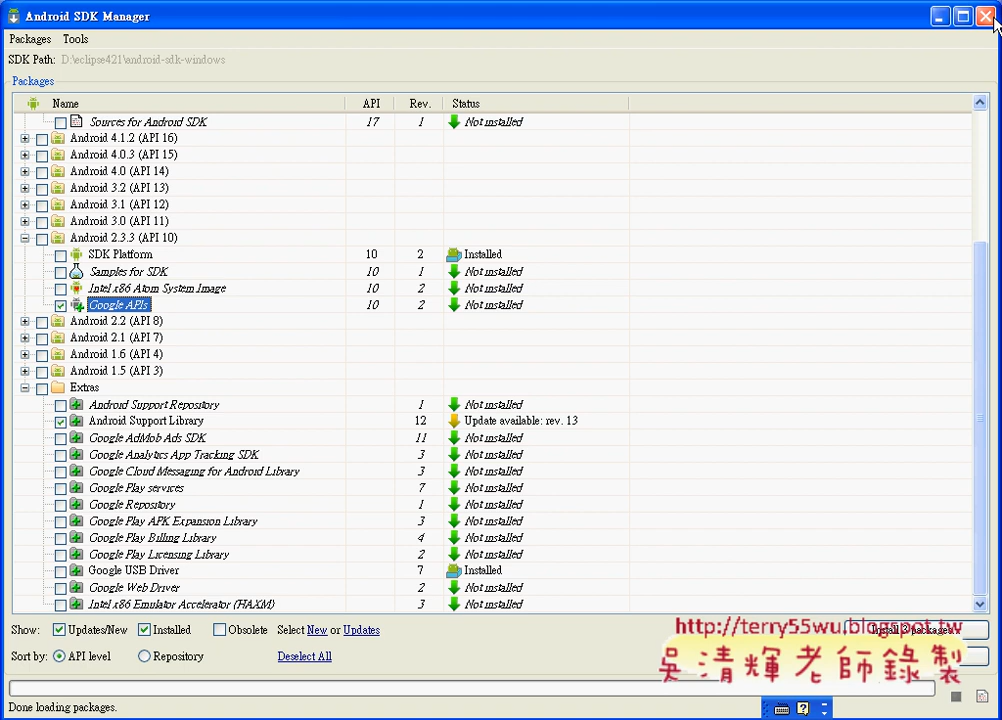 Android SDK Manager
Packages Tools
SDK Path: D:\eclipse421\android-sdk-windows
Packages
Name API Rev. Status
Sources for Android SDK 17 1 Not installed
Android 4.1.2 (API 16)
Android 4.0.3 (API 15)
Android 4.0 (API 14)
Android 3.2 (API 13)
Android 3.1 (API 12)
Android 3.0 (API 11)
Android 2.3.3 (API 10)
SDK Platform 10 2 Installed
Samples for SDK 10 1 Not installed
Intel x86 Atom System Image 10 2 Not installed
Google APIs 10 2 Not installed
Android 2.2 (API 8)
Android 2.1 (API 7)
Android 1.6 (API 4)
Android 1.5 (API 3)
Extras
Android Support Repository 1 Not installed
Android Support Library 12 Update available: rev. 13
Google AdMob Ads SDK 11 Not installed
Google Analytics App Tracking SDK 3 Not installed
Google Cloud Messaging for Android Library 3 Not installed
Google Play services 7 Not installed
Google Repository 1 Not installed
Google Play APK Expansion Library 3 Not installed
Google Play Billing Library 4 Not installed
Google Play Licensing Library 2 Not installed
Google USB Driver 7 Installed
Google Web Driver 2 Not installed
Intel x86 Emulator Accelerator (HAXM) 3 Not installed
Show: Updates/New Installed Obsolete Select New or Updates
http://terry55wu.blogspot.tw
Sort by: API level Repository Deselect All
吳清輝老師錄製
Done loading packages.